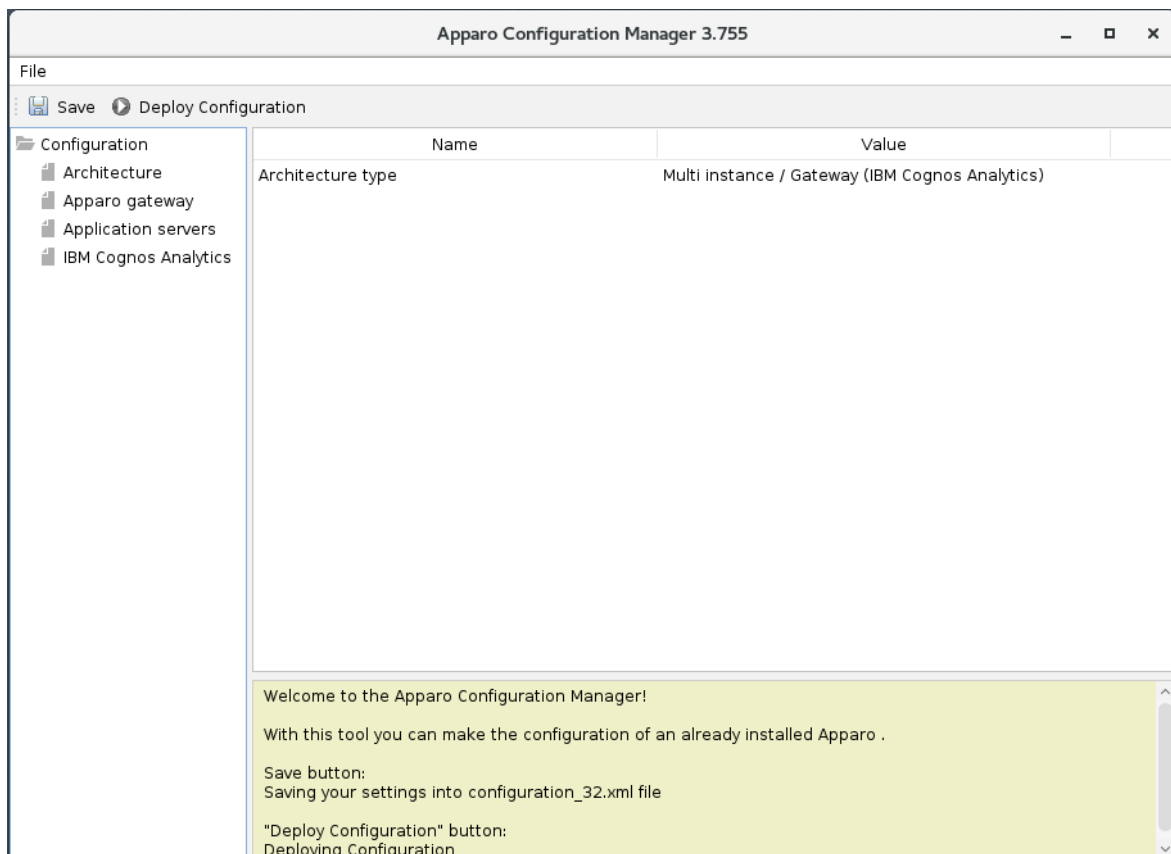 Apparo Configuration Manager 3.755
File
Save Deploy Configuration
Configuration
Architecture
Apparo gateway
Application servers
IBM Cognos Analytics
Name Value
Architecture type Multi instance / Gateway (IBM Cognos Analytics)
Welcome to the Apparo Configuration Manager!
With this tool you can make the configuration of an already installed Apparo .
Save button:
Saving your settings into configuration_32.xml file
"Deploy Configuration" button:
Deploying Configuration